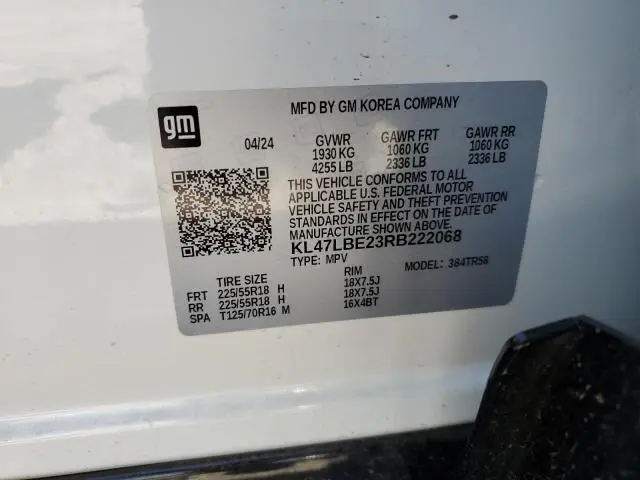 gm
MFD BY GM KOREA COMPANY
04/24 GVWR GAWR FRT GAWR RR
1930 KG 1060 KG 1060 KG
4255 LB 2336 LB 2336 LB
THIS VEHICLE CONFORMS TO ALL
APPLICABLE U.S. FEDERAL MOTOR
VEHICLE SAFETY AND THEFT PREVENTION
STANDARDS IN EFFECT ON THE DATE OF
MANUFACTURE SHOWN ABOVE.
KL47LBE23RB222068
TYPE: MPV MODEL: 384TR58
TIRE SIZE RIM
FRT 225/55R18 H 18X7.5J
RR 225/55R18 H 18X7.5J
SPA T125/70R16 M 16X4BT